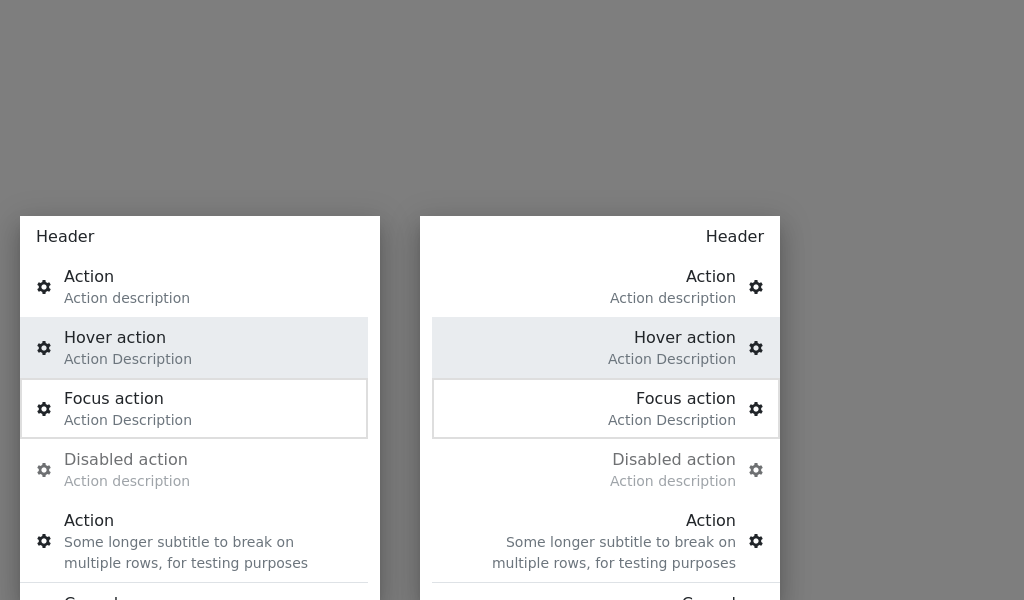 Header
Action
Action description
Hover action
Action Description
Focus action
Action Description
Disabled action
Action description
Action
Some longer subtitle to break on
multiple rows, for testing purposes
Header
Action
Action description
Hover action
Action Description
Focus action
Action Description
Disabled action
Action description
Action
Some longer subtitle to break on
multiple rows, for testing purposes